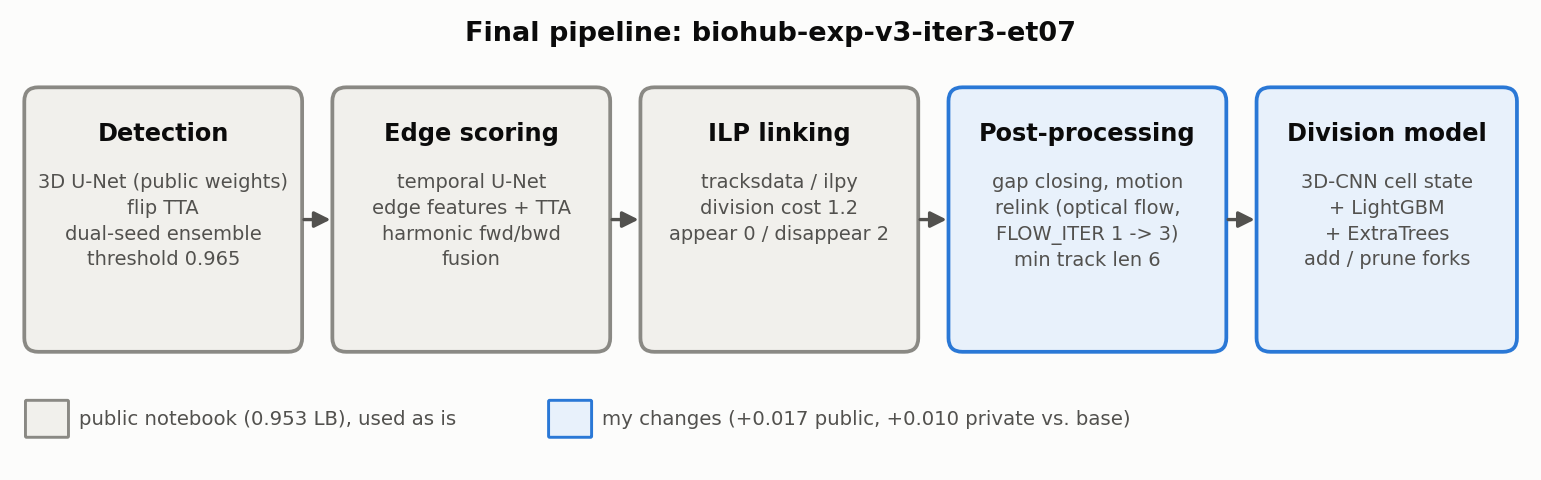 Final pipeline: biohub-exp-v3-iter3-et07
Detection
3D U-Net (public weights)
flip TTA
dual-seed ensemble
threshold 0.965
Edge scoring
temporal U-Net
edge features + TTA
harmonic fwd/bwd
fusion
ILP linking
tracksdata / ilpy
division cost 1.2
appear 0 / disappear 2
Post-processing
gap closing, motion
relink (optical flow,
FLOW_ITER 1 -> 3)
min track len 6
Division model
3D-CNN cell state
+ LightGBM
+ ExtraTrees
add / prune forks
public notebook (0.953 LB), used as is
my changes (+0.017 public, +0.010 private vs. base)